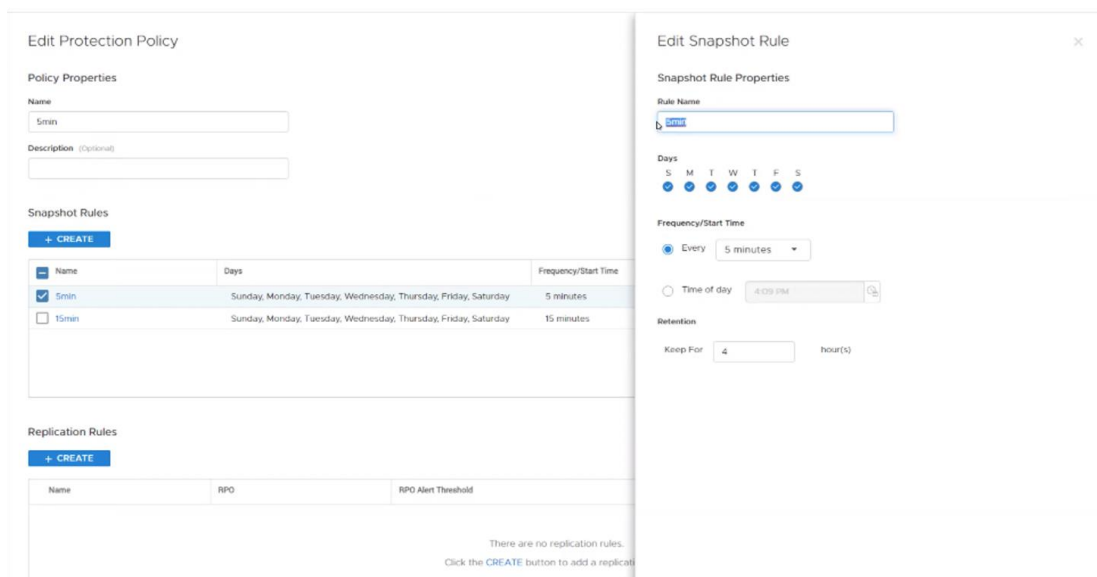 Edit Protection Policy
Policy Properties
Name
5min
Description (Optional)
Snapshot Rules
+ CREATE
Name Days Frequency/Start Time
5min Sunday, Monday, Tuesday, Wednesday, Thursday, Friday, Saturday 5 minutes
15min Sunday, Monday, Tuesday, Wednesday, Thursday, Friday, Saturday 15 minutes
Replication Rules
+ CREATE
Name RPO RPO Alert Threshold
There are no replication rules.
Click the CREATE button to add a replicati
Edit Snapshot Rule
Snapshot Rule Properties
Rule Name
5min
Days
S M T W T F S
Frequency/Start Time
Every 5 minutes
Time of day 4:09 PM
Retention
Keep For 4 hour(s)